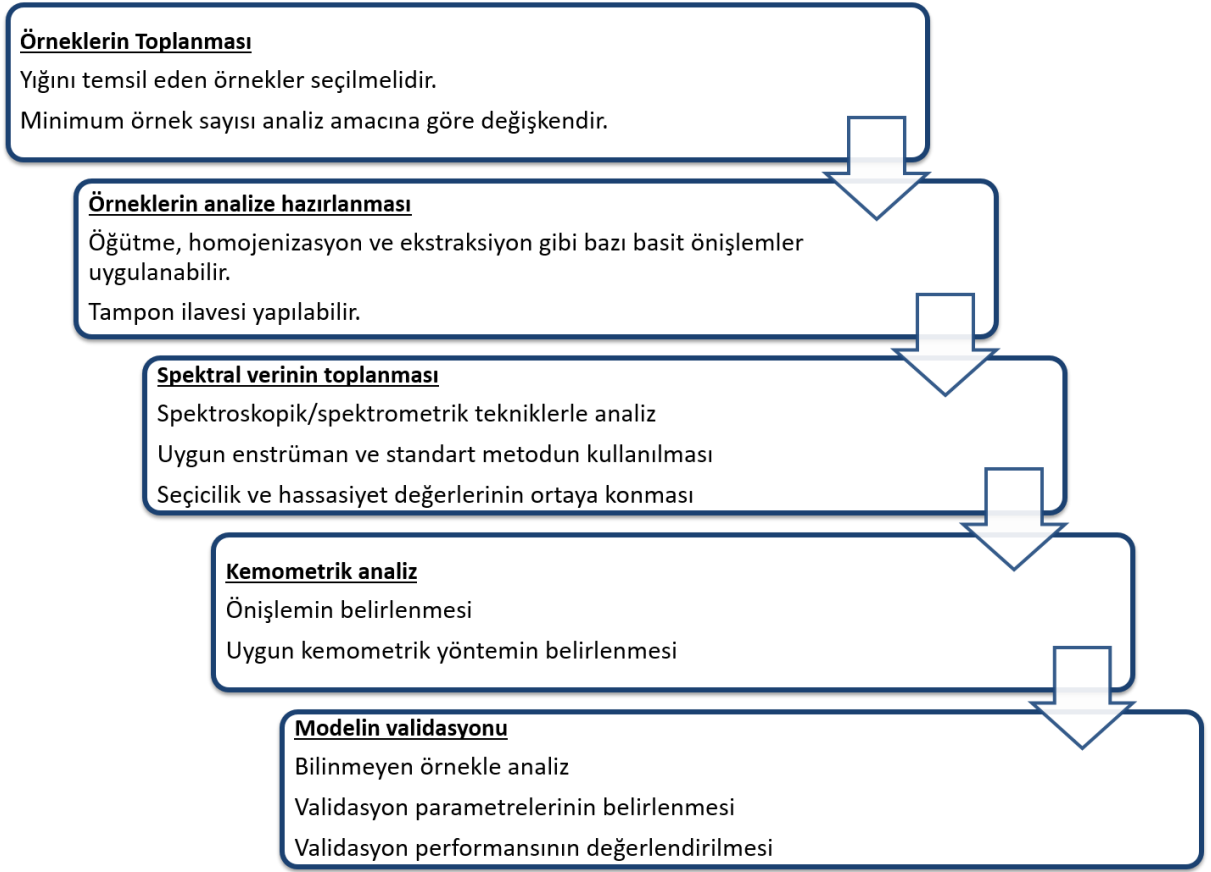 Örneklerin Toplanması
Yığını temsil eden örnekler seçilmelidir.
Minimum örnek sayısı analiz amacına göre değişkendir.
Örneklerin analize hazırlanması
Öğütme, homojenizasyon ve ekstraksiyon gibi bazı basit önişlemler
uygulanabilir.
Tampon ilavesi yapılabilir.
Spektral verinin toplanması
Spektroskopik/spektrometrik tekniklerle analiz
Uygun enstrüman ve standart metodun kullanılması
Seçicilik ve hassasiyet değerlerinin ortaya konması
Kemometrik analiz
Önişlemin belirlenmesi
Uygun kemometrik yöntemin belirlenmesi
Modelin validasyonu
Bilinmeyen örnekle analiz
Validasyon parametrelerinin belirlenmesi
Validasyon performansının değerlendirilmesi